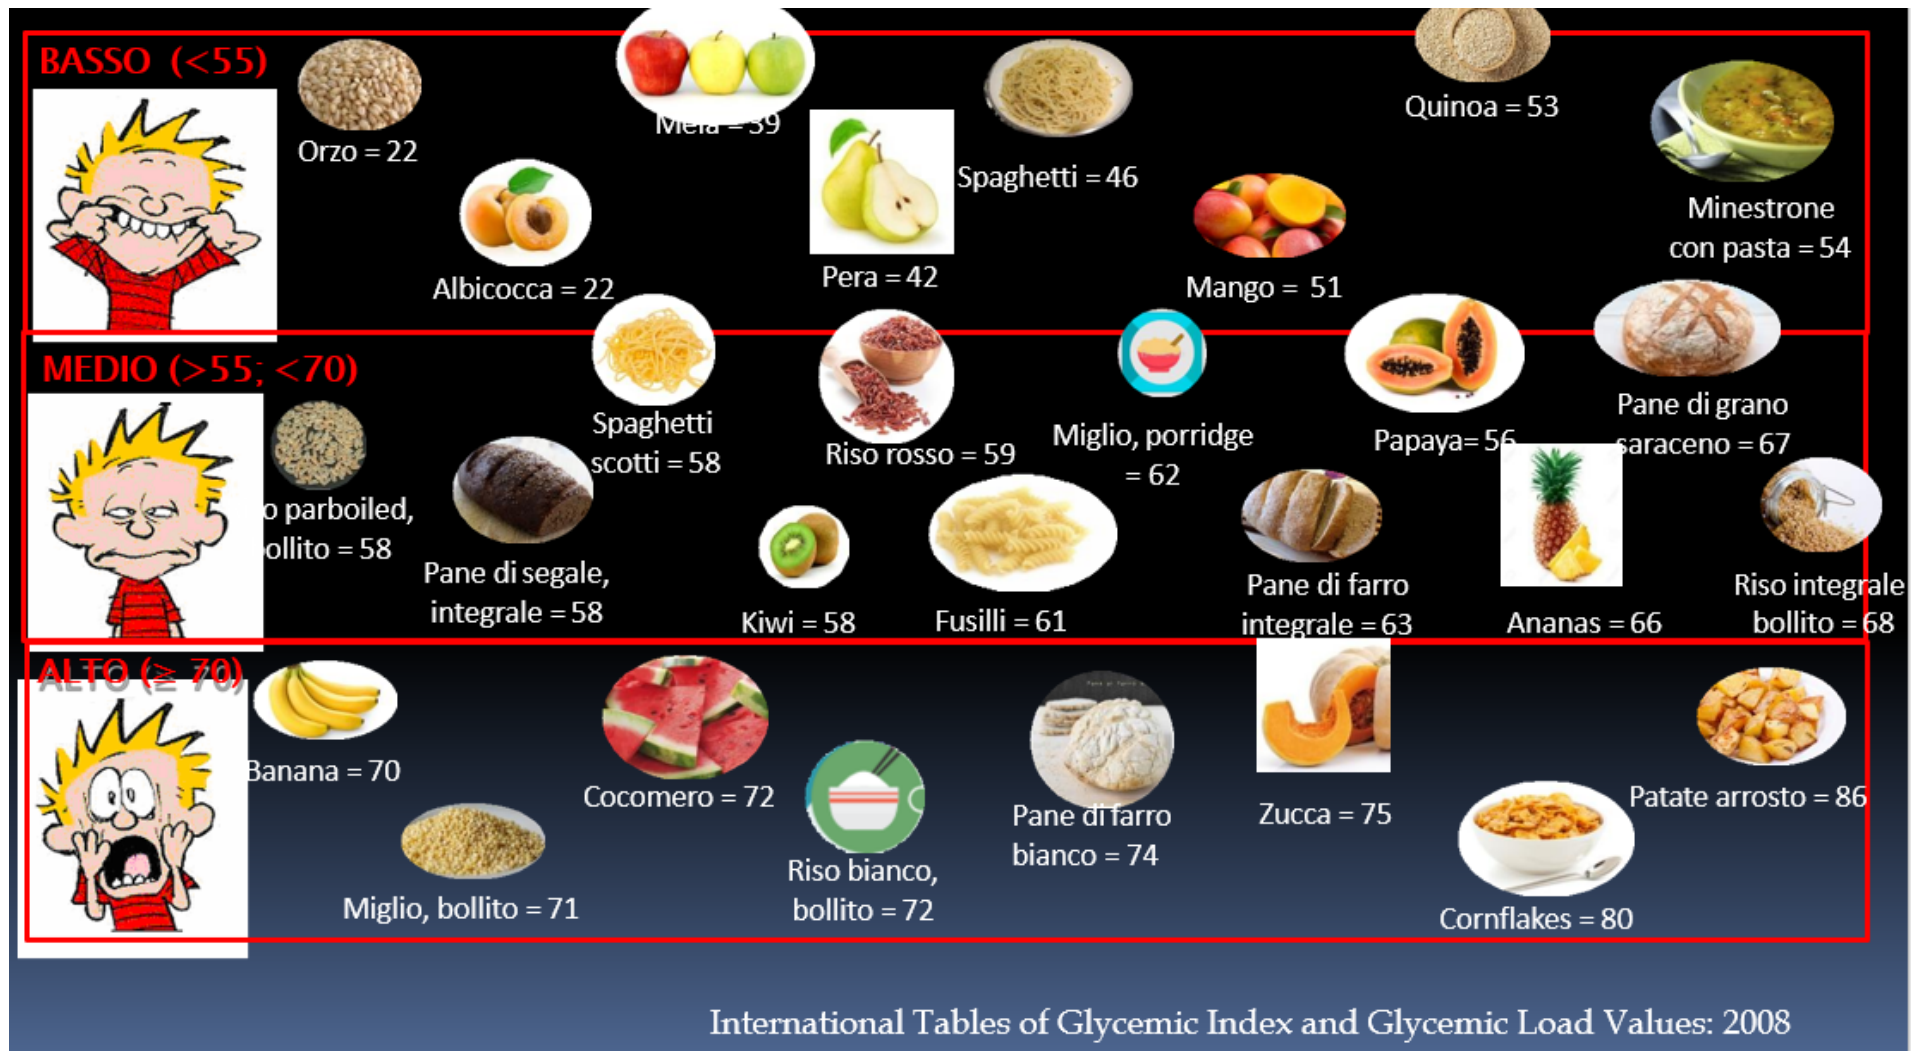 BASSO (<55)
Orzo = 22
Albicocca = 22
Mela = 39
Pera = 42
Spaghetti = 46
Mango = 51
Quinoa = 53
Minestrone
con pasta = 54
MEDIO (>55; <70)
parboiled,
= 58
Pane di segale,
integrale = 58
Spaghetti
scotti = 58
Kiwi = 58
Riso rosso = 59
Fusilli = 61
Miglio, porridge
= 62
Pane di farro
integrale = 63
Papaya= 56
Ananas = 66
Pane di grano
saraceno = 67
Riso integrale
bollito = 68
ALTO (≥ 70)
Banana = 70
Miglio, bollito = 71
Cocomero = 72
Riso bianco,
bollito = 72
Pane di farro
bianco = 74
Zucca = 75
Cornflakes = 80
Patate arrosto = 86
International Tables of Glycemic Index and Glycemic Load Values: 2008